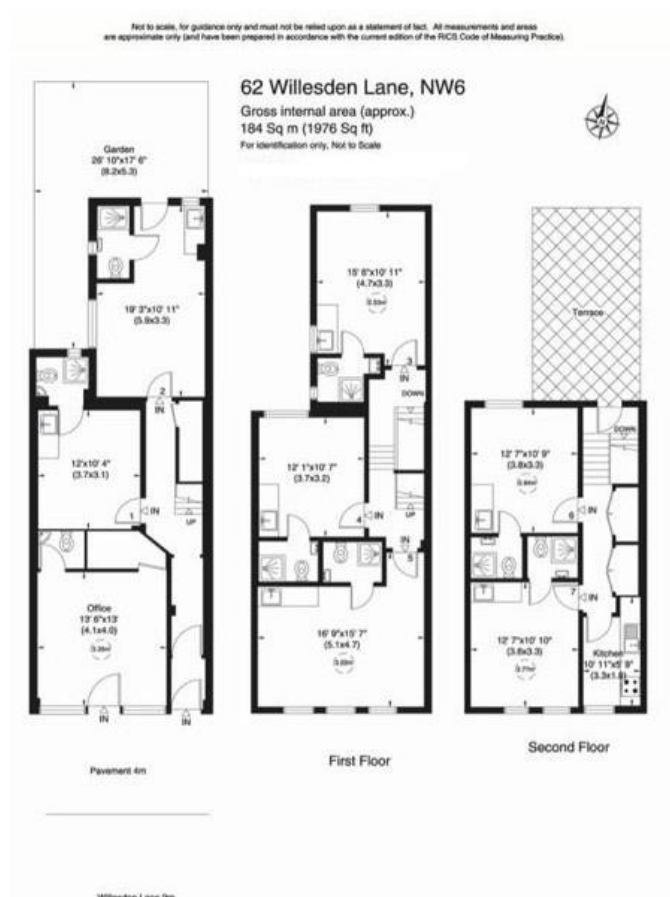 Not to scale, for guidance only and must not be relied upon as a statement of fact. All measurements and areas
are approximate only (and have been prepared in accordance with the current edition of the RICS Code of Measuring Practice).
62 Willesden Lane, NW6
Gross internal area (approx.)
184 Sq m (1976 Sq ft)
For identification only, Not to Scale
N
Garden
26' 10"x17' 6"
(8.2x5.3)
19' 3"x10' 11"
(5.9x3.3)
2
IN
12'x10' 4"
(3.7x3.1)
1
IN
UP
Office
13' 6"x13'
(4.1x4.0)
IN
IN
Pavement 4m
Willesden Lane 9m
15' 6"x10' 11"
(4.7x3.3)
3
IN
DOWN
12' 1"x10' 7"
(3.7x3.2)
4
IN
UP
IN
5
16' 9"x15' 7"
(5.1x4.7)
First Floor
Terrace
DOWN
12' 7"x10' 9"
(3.8x3.3)
6
IN
7
IN
12' 7"x10' 10"
(3.8x3.3)
Kitchen
10' 11"x5' 9"
(3.3x1.8)
Second Floor